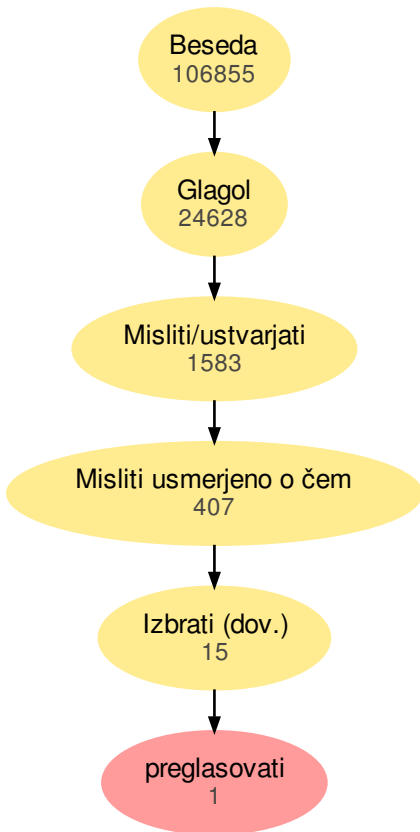 Beseda
106855
Glagol
24628
Misliti/ustvarjati
1583
Misliti usmerjeno o čem
407
Izbrati (dov.)
15
preglasovati
1